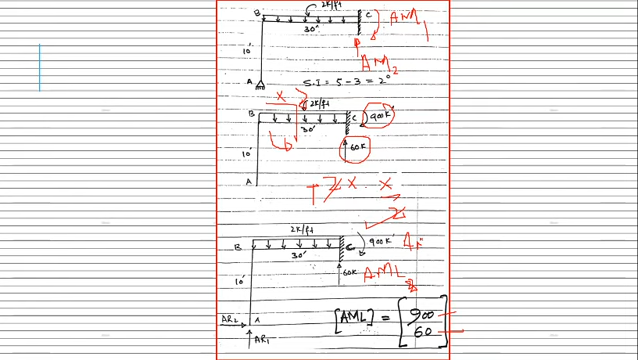 2K/ft
B
C
AML1
30'
10'
AML2
A
S.I = 5 - 3 = 2°
x
2K/ft
B
C
900K'
30'
60K
10'
A
x
2K/ft
B
C
900K'
30'
60K
AML2
10'
[AML] = [900
60]
AR2
A
AR1